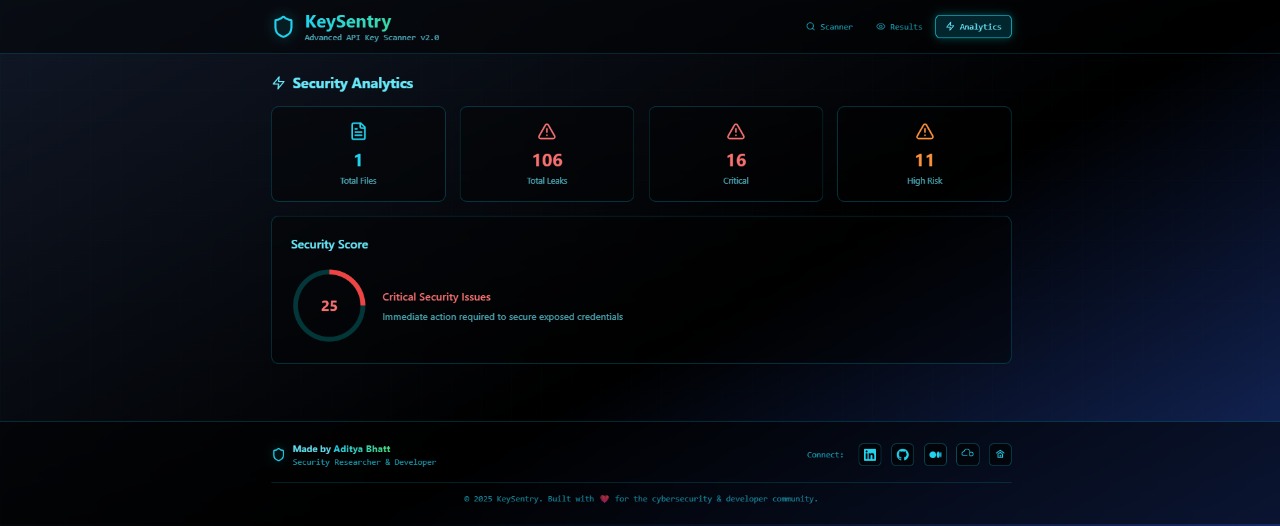 KeySentry
Advanced API Key Scanner v2.0
Scanner
Results
Analytics
Security Analytics
1
Total Files
106
Total Leaks
16
Critical
11
High Risk
Security Score
25
Critical Security Issues
Immediate action required to secure exposed credentials
Made by Aditya Bhatt
Security Researcher & Developer
Connect:
© 2025 KeySentry. Built with ❤️ for the cybersecurity & developer community.